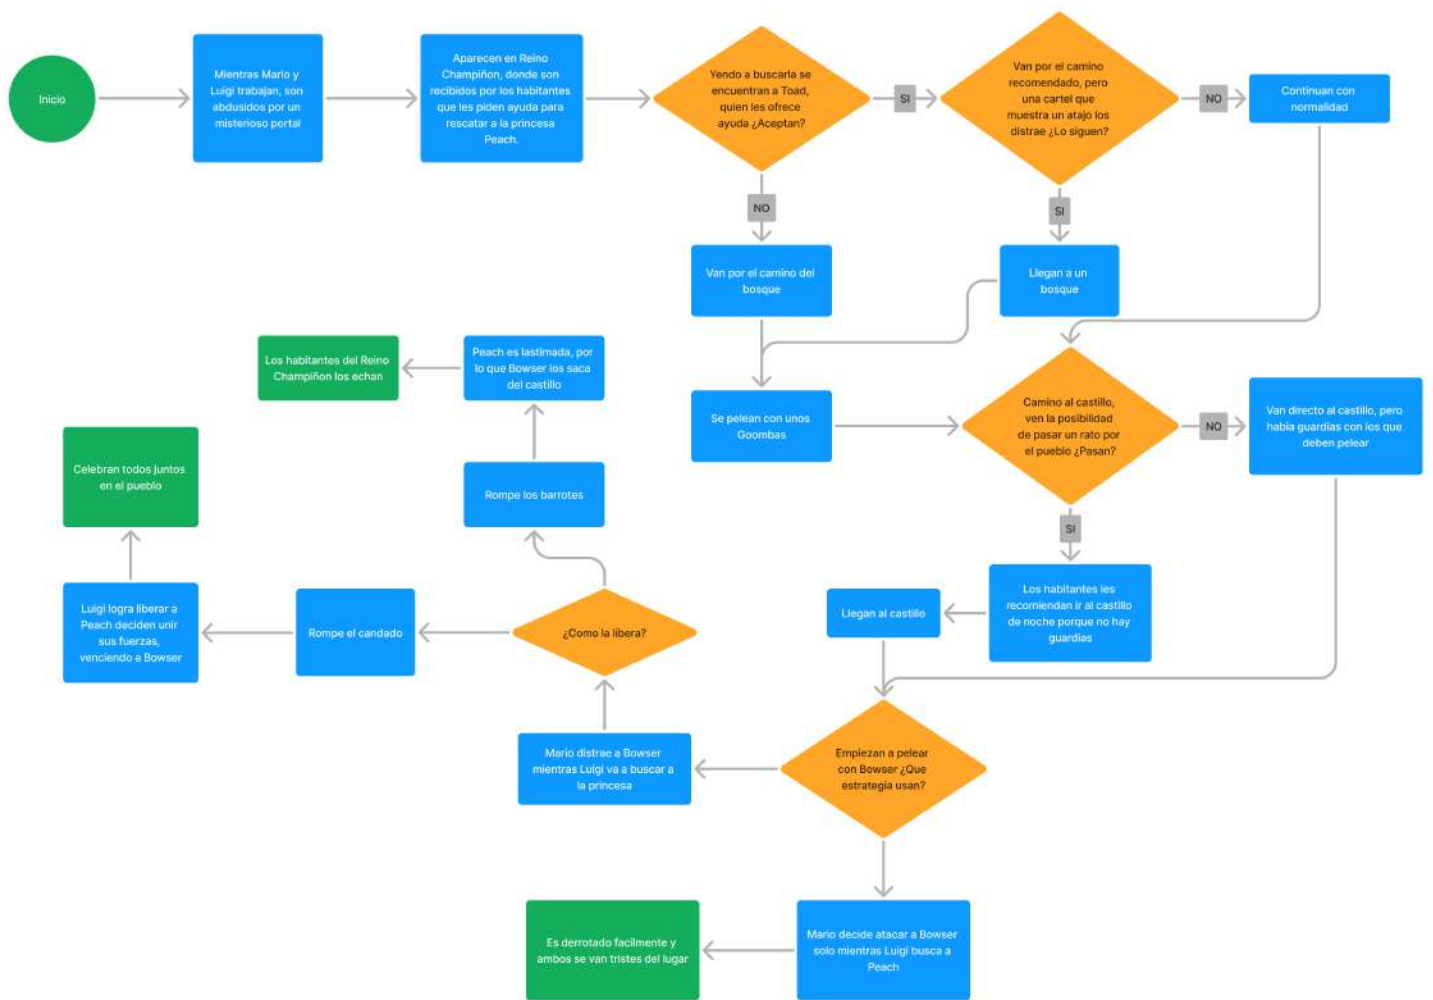 Inicio
Mientras Mario y
Luigi trabajan, son
abdusidos por un
misterioso portal
Aparecen en Reino
Champiñon, donde son
recibidos por los habitantes
que les piden ayuda para
rescatar a la princesa
Peach.
Yendo a buscarla se
encuentran a Toad,
quien les ofrece
ayuda ¿Aceptan?
SI
Van por el camino
recomendado, pero
una cartel que
muestra un atajo los
distrae ¿Lo siguen?
NO
Continuan con
normalidad
NO
SI
Van por el camino del
bosque
Llegan a un
bosque
Los habitantes del Reino
Champiñon los echan
Peach es lastimada, por
lo que Bowser los saca
del castillo
Se pelean con unos
Goombas
Camino al castillo,
ven la posibilidad
de pasar un rato por
el pueblo ¿Pasan?
NO
Van directo al castillo, pero
había guardias con los que
deben pelear
Celebran todos juntos
en el pueblo
Rompe los barrotes
SI
Luigi logra liberar a
Peach deciden unir
sus fuerzas,
venciendo a Bowser
Rompe el candado
¿Como la libera?
Llegan al castillo
Los habitantes les
recomiendan ir al castillo
de noche porque no hay
guardias
Mario distrae a Bowser
mientras Luigi va a buscar a
la princesa
Empiezan a pelear
con Bowser ¿Que
estrategia usan?
Es derrotado facilmente y
ambos se van tristes del lugar
Mario decide atacar a Bowser
solo mientras Luigi busca a
Peach